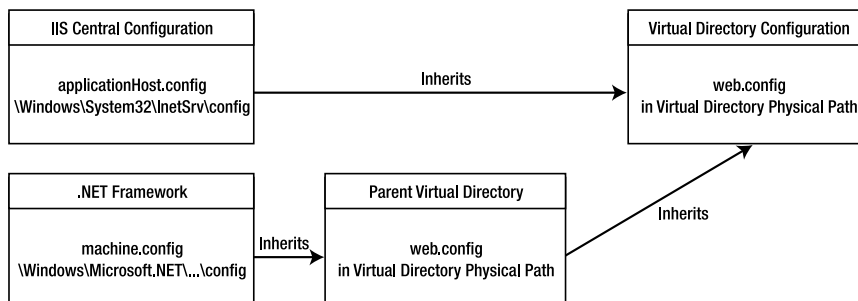 IIS Central Configuration
applicationHost.config
\Windows\System32\InetSrv\config
Inherits
Virtual Directory Configuration
web.config
in Virtual Directory Physical Path
.NET Framework
machine.config
\Windows\Microsoft.NET\...\config
Inherits
Parent Virtual Directory
web.config
in Virtual Directory Physical Path
Inherits